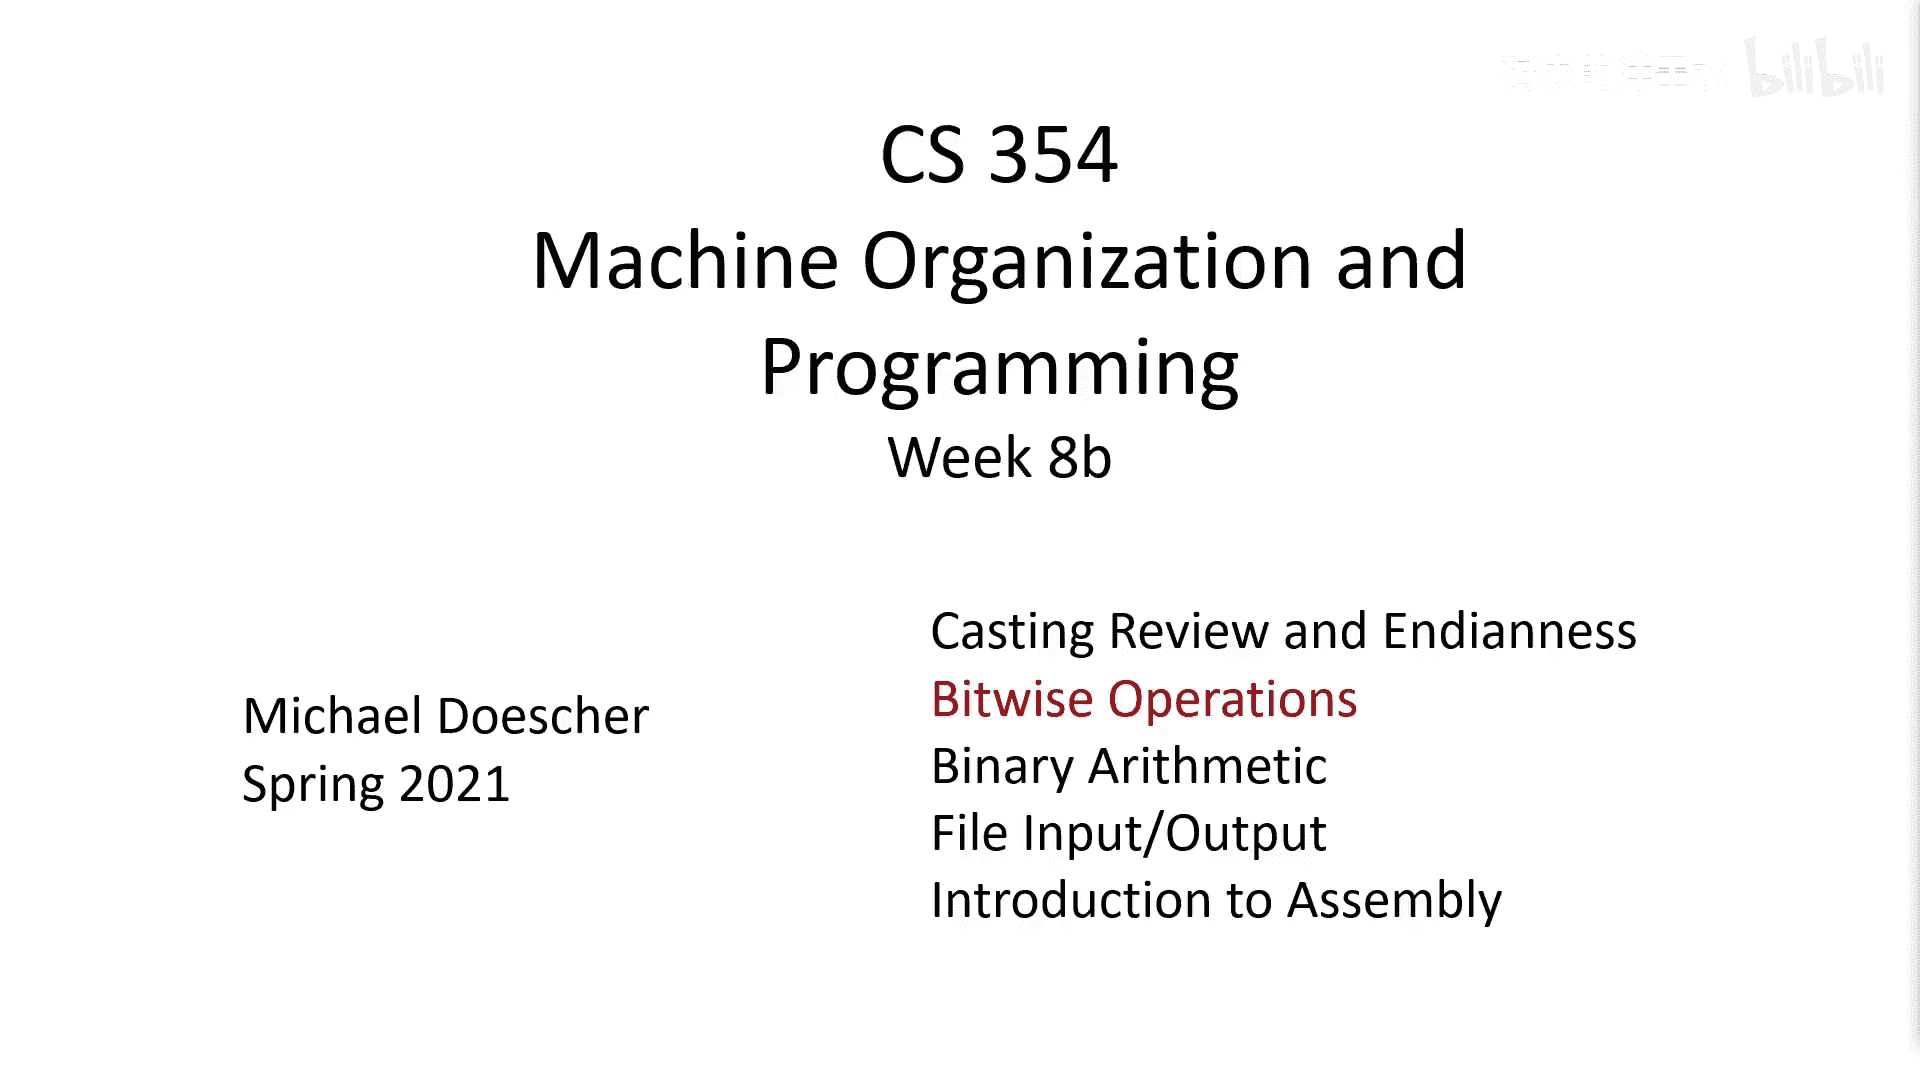 bilibili
CS 354
Machine Organization and
Programming
Week 8b
Michael Doescher
Spring 2021
Casting Review and Endianness
Bitwise Operations
Binary Arithmetic
File Input/Output
Introduction to Assembly